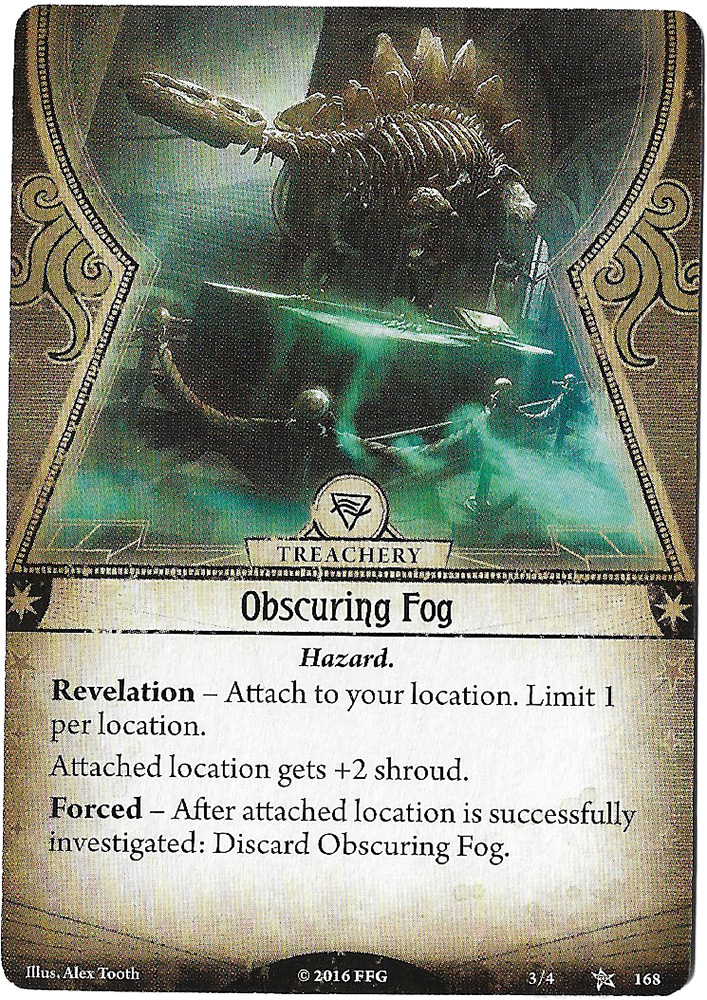 TREACHERY
Obscuring Fog
Hazard.
Revelation – Attach to your location. Limit 1
per location.
Attached location gets +2 shroud.
Forced – After attached location is successfully
investigated: Discard Obscuring Fog.
Illus. Alex Tooth
© 2016 FFG
3/4
168